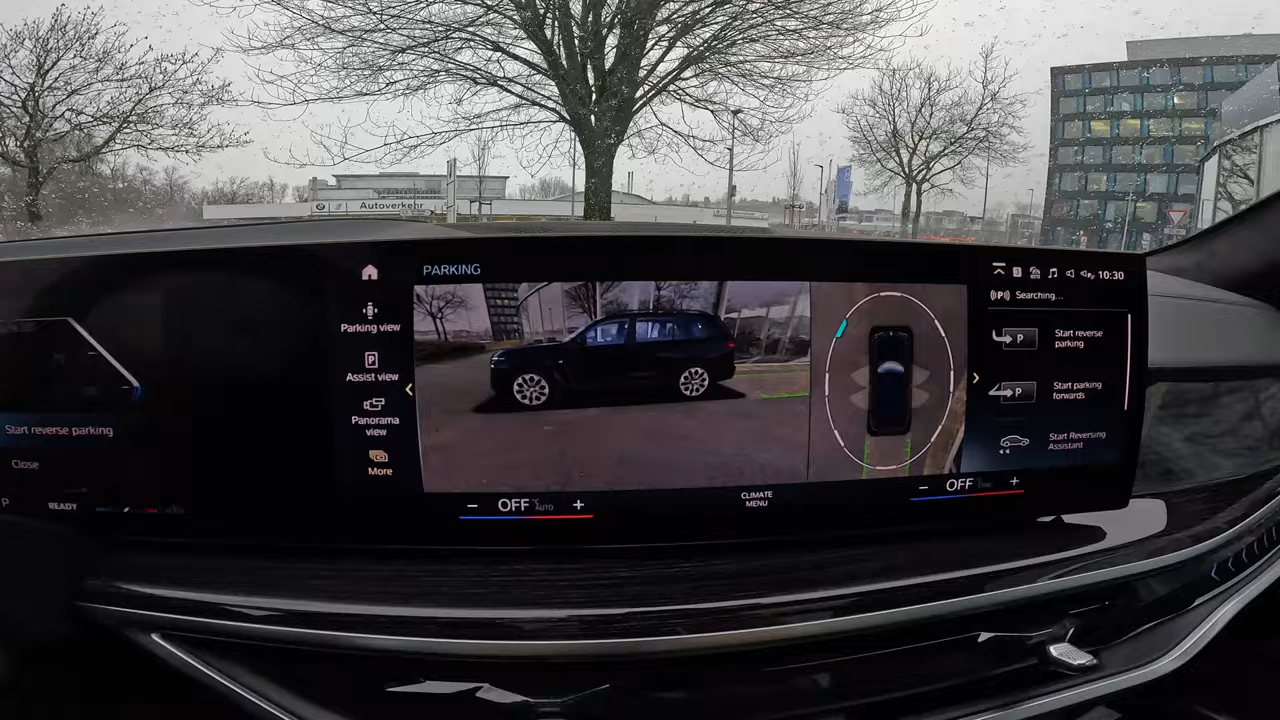 Autoverkehr
PARKING
Parking view
Assist view
Panorama
view
More
10:30
Searching...
P
Start reverse
parking
P
Start parking
forwards
Start Reversing
Assistant
Start reverse parking
Close
P
READY
- OFF °C AUTO +
CLIMATE
MENU
- OFF +